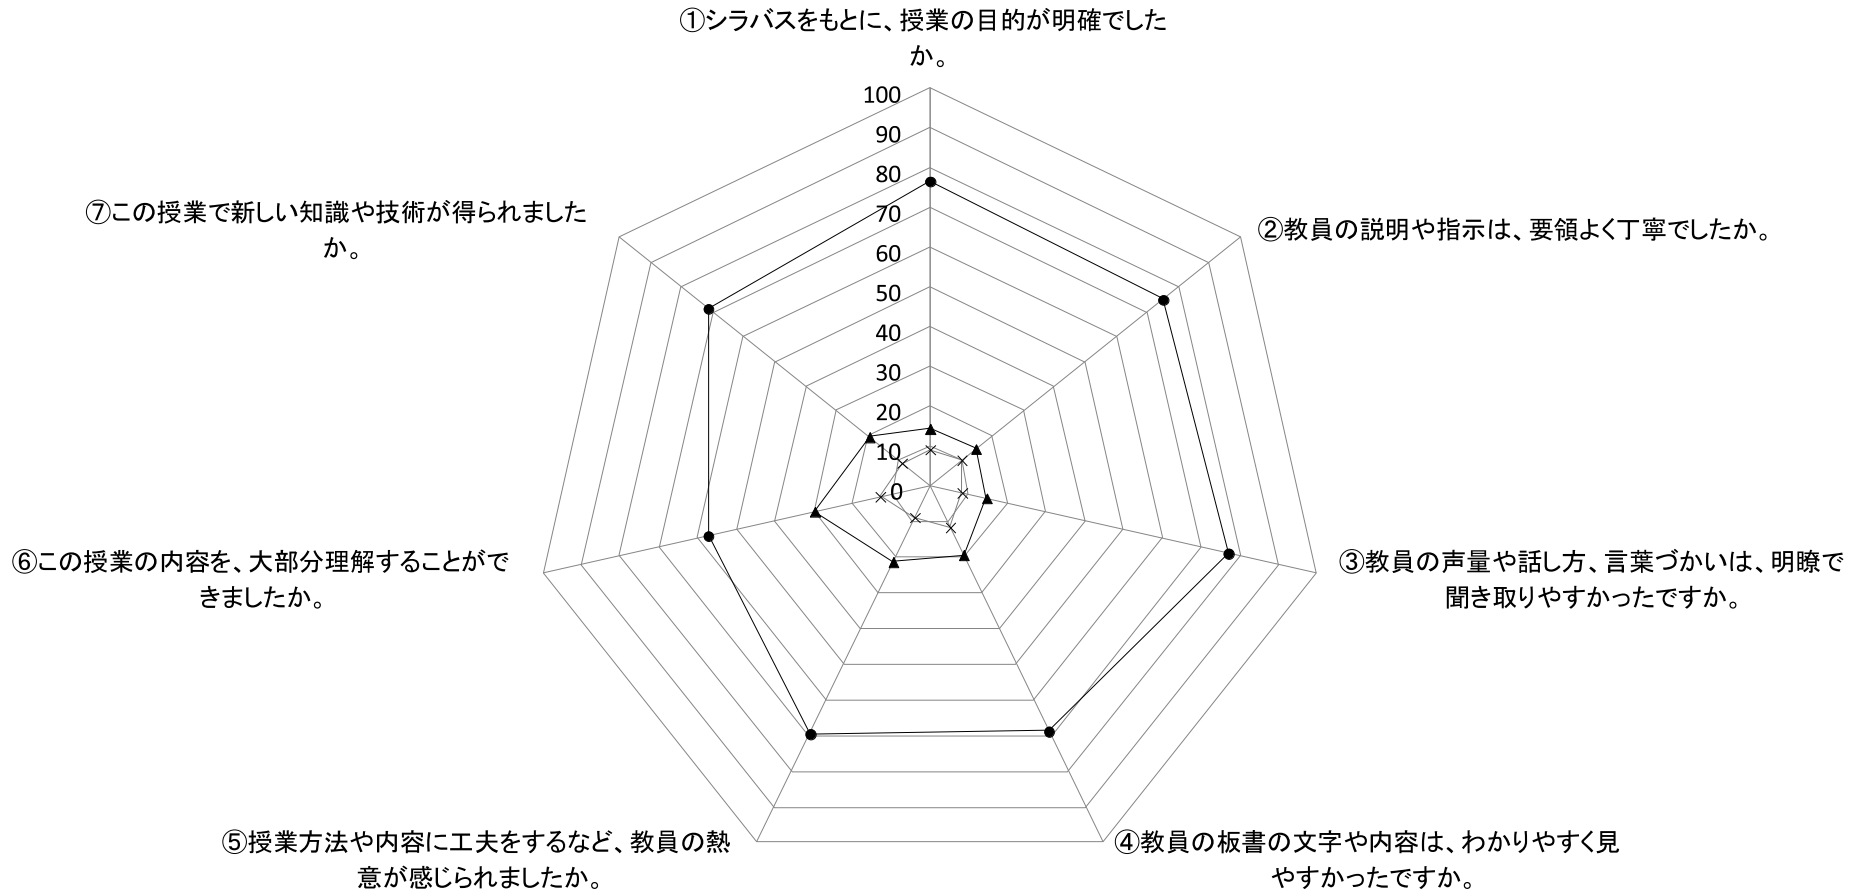 ①シラバスをもとに、授業の目的が明確でした
か。
100
90
80
70
60
50
40
30
20
10
0
②教員の説明や指示は、要領よく丁寧でしたか。
③教員の声量や話し方、言葉づかいは、明瞭で
聞き取りやすかったですか。
④教員の板書の文字や内容は、わかりやすく見
やすかったですか。
⑤授業方法や内容に工夫をするなど、教員の熱
意が感じられましたか。
⑥この授業の内容を、大部分理解することがで
きましたか。
⑦この授業で新しい知識や技術が得られました
か。